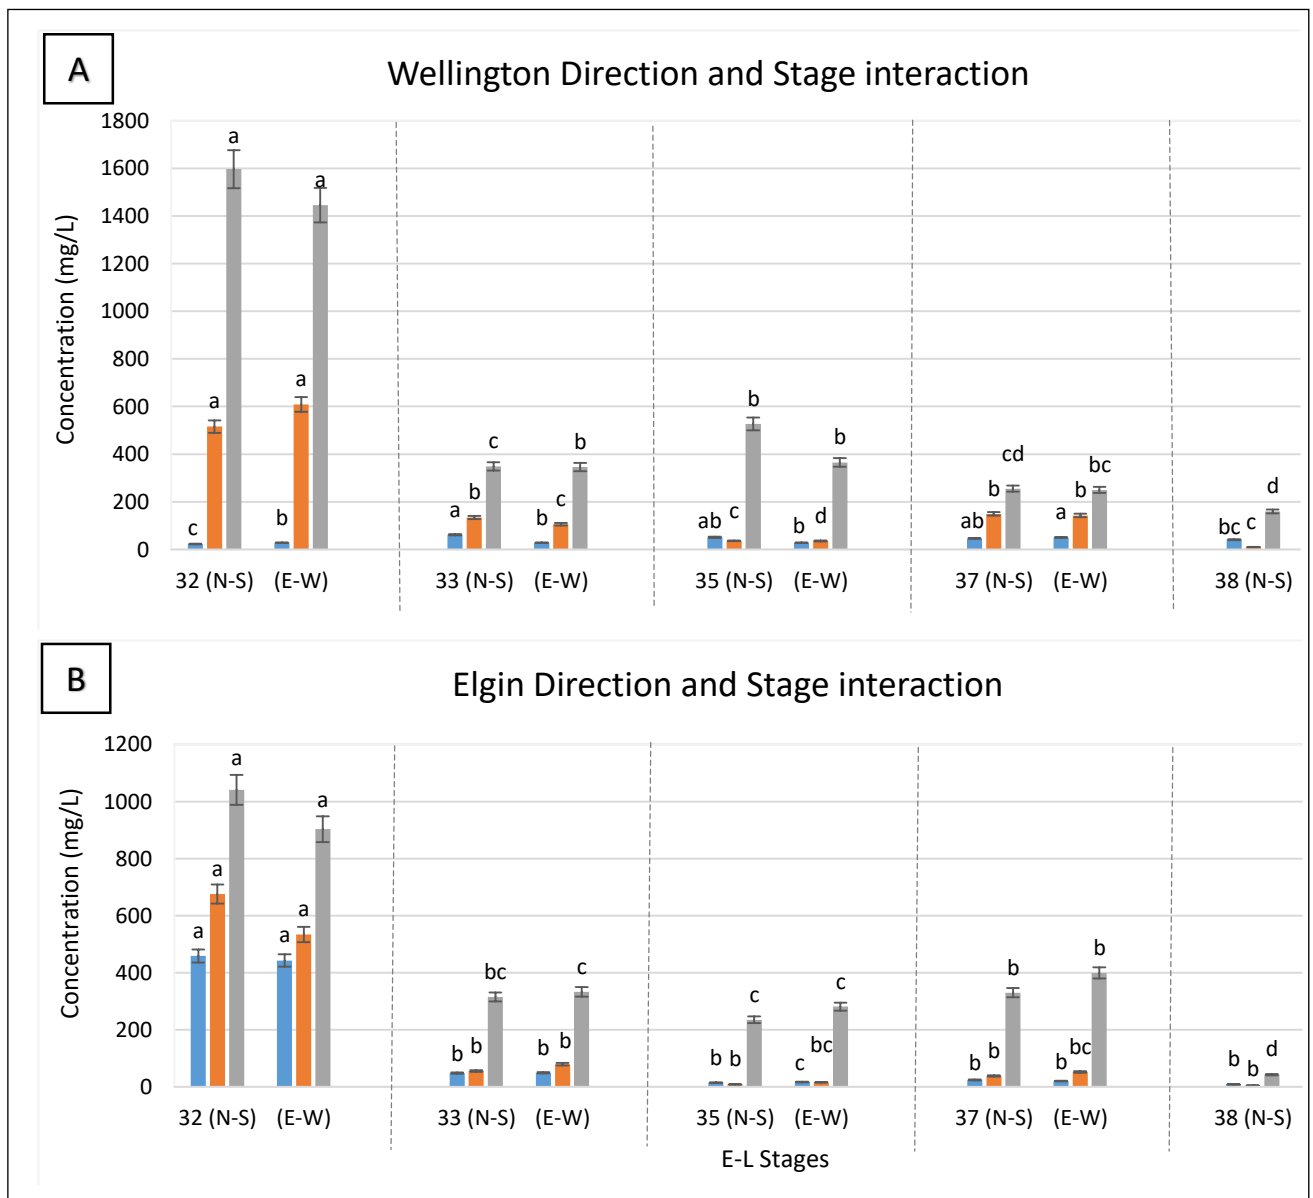 A
Wellington Direction and Stage interaction
Concentration (mg/L)
1800
1600
1400
1200
1000
800
600
400
200
0
c a a b a a
a b c b c b
ab c b b d b
ab b cd a b bc
bc c d
32 (N-S) (E-W) 33 (N-S) (E-W) 35 (N-S) (E-W) 37 (N-S) (E-W) 38 (N-S)
B
Elgin Direction and Stage interaction
Concentration (mg/L)
1200
1000
800
600
400
200
0
a a a a a a
b b bc b b c
b b c c bc c
b b b b bc b
b b d
32 (N-S) (E-W) 33 (N-S) (E-W) 35 (N-S) (E-W) 37 (N-S) (E-W) 38 (N-S)
E-L Stages